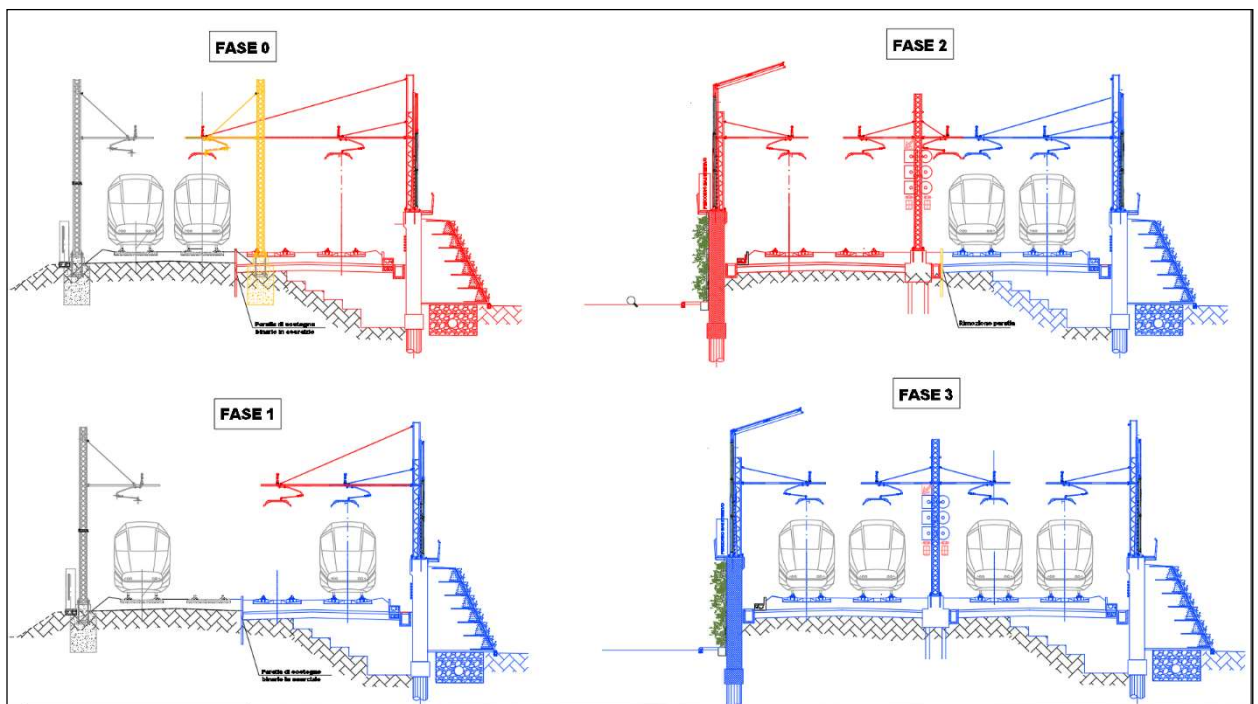 FASE 0
FASE 2
Paratia di sostegno
binario in esercizio
Rimozione paratia
FASE 1
FASE 3
Paratia di sostegno
binario in esercizio